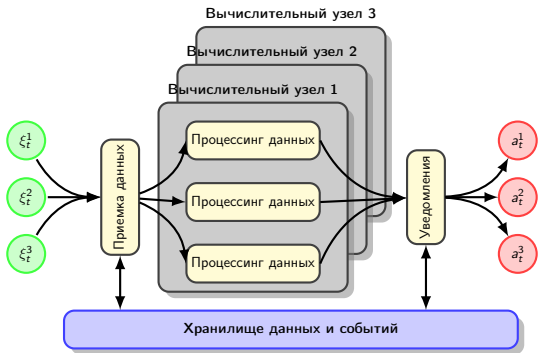 Вычислительный узел 3
Вычислительный узел 2
Вычислительный узел 1
ξ_t^1
ξ_t^2
ξ_t^3
Приемка данных
Процессинг данных
Процессинг данных
Процессинг данных
Уведомления
a_t^1
a_t^2
a_t^3
Хранилище данных и событий